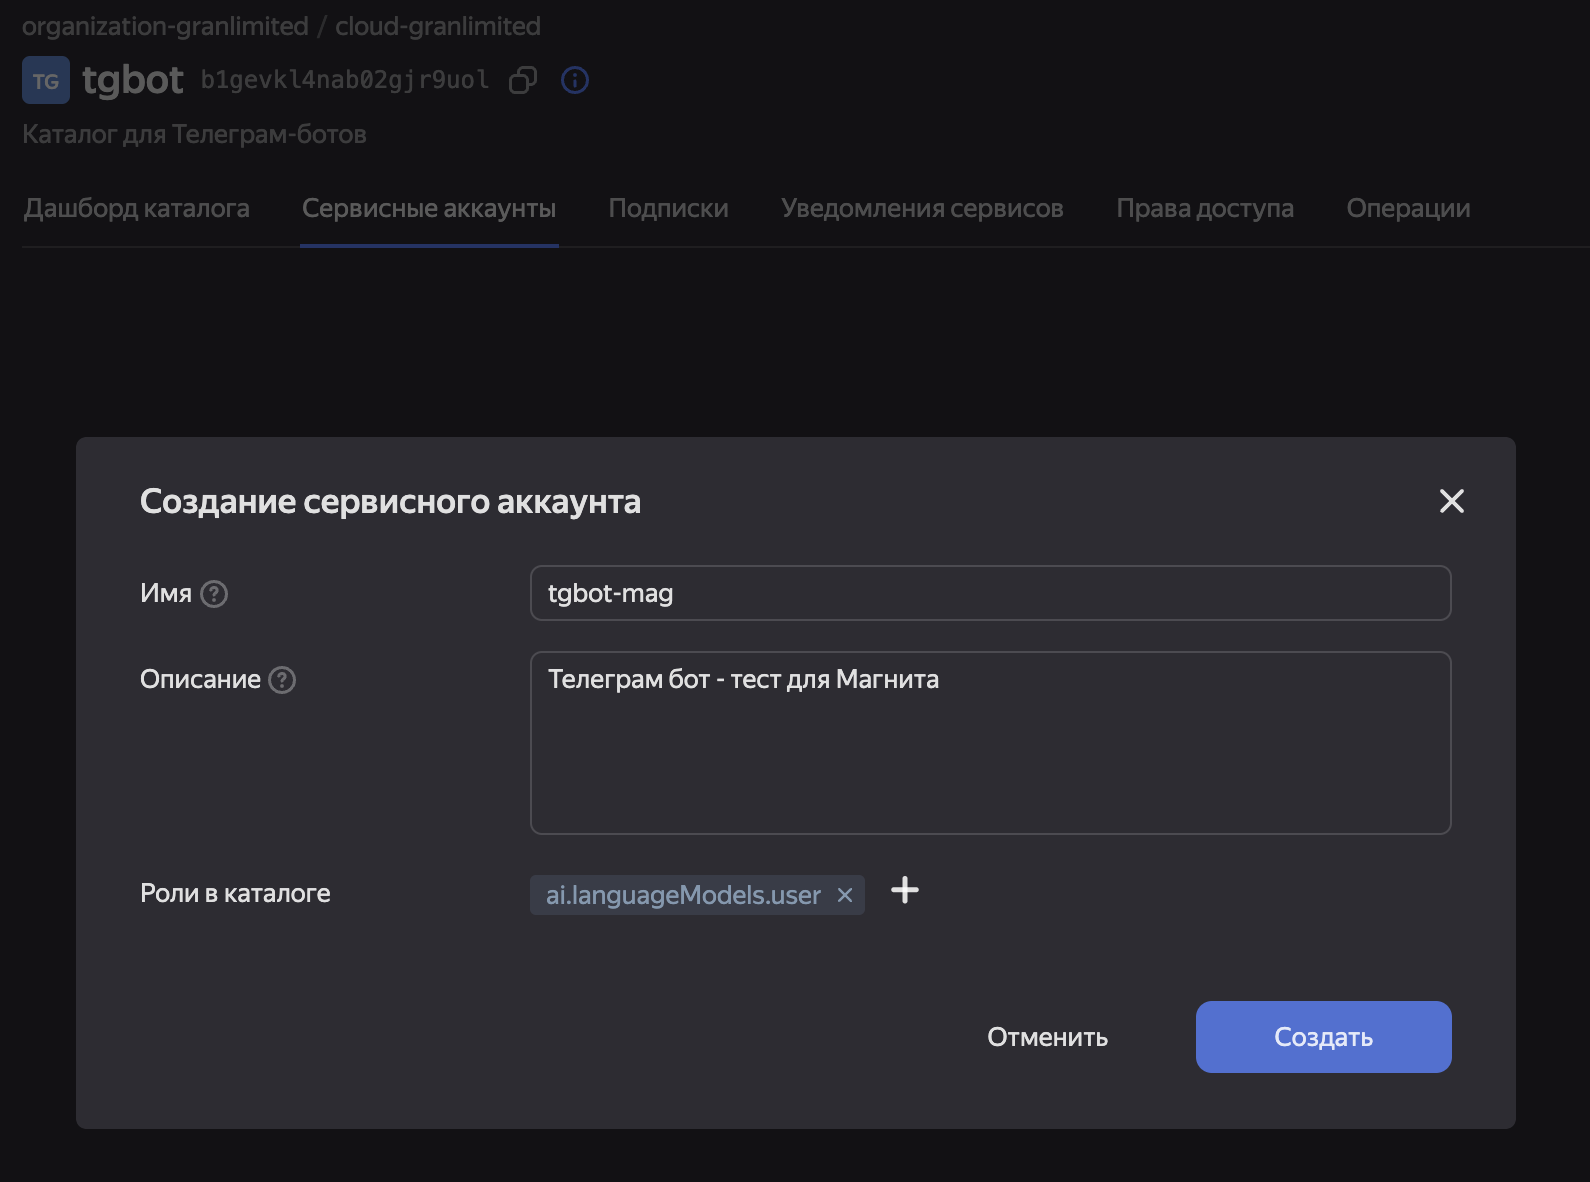 organization-granlimited / cloud-granlimited
TG tgbot b1gevkl4nab02gjr9uol
Каталог для Телеграм-ботов
Дашборд каталога Сервисные аккаунты Подписки Уведомления сервисов Права доступа Операции
Создание сервисного аккаунта
Имя tgbot-mag
Описание Телеграм бот - тест для Магнита
Роли в каталоге ai.languageModels.user
Отменить Создать